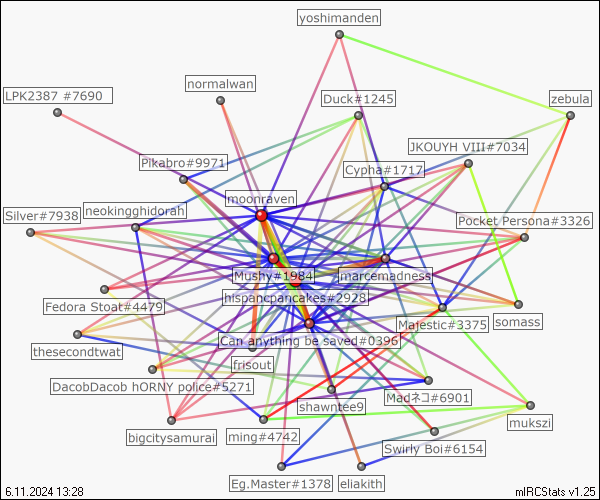 yoshimanden
normalwan
LPK2387 #7690
Duck#1245
zebula
JKOUYH VIII#7034
Pikabro#9971
Cypha#1717
moonraven
Silver#7938
neokingghidorah
Pocket Persona#3326
Mushy#1984
jmarcemadness
hispancpancakes#2928
Fedora Stoat#4479
somass
Majestic#3375
Can anything be saved#0396
thesecondtwat
frisout
DacobDacob hORNY police#5271
Madネコ#6901
shawntee9
mukszi
bigcitysamurai
ming#4742
Swirly Boi#6154
Eg.Master#1378
eliakith
6.11.2024 13:28
mIRCStats v1.25